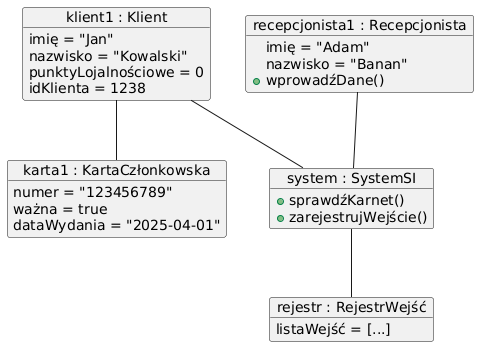 klient1 : Klient
imię = "Jan"
nazwisko = "Kowalski"
punktyLojalnościowe = 0
idKlienta = 1238
recepcjonista1 : Recepcjonista
imię = "Adam"
nazwisko = "Banan"
wprowadźDane()
karta1 : KartaCzłonkowska
numer = "123456789"
ważna = true
dataWydania = "2025-04-01"
system : SystemSI
sprawdźKarnet()
zarejestrujWejście()
rejestr : RejestrWejść
listaWejść = [...]